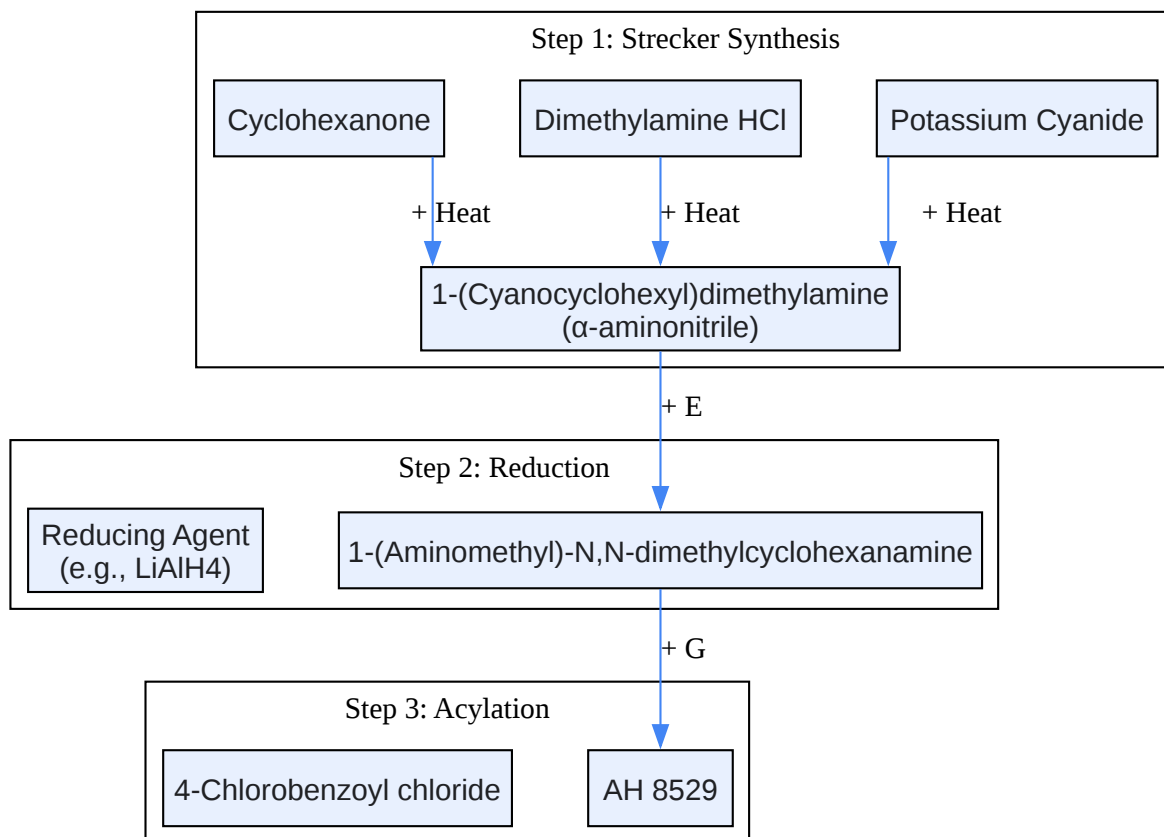 Step 1: Strecker Synthesis
Cyclohexanone
Dimethylamine HCl
Potassium Cyanide
+ Heat
+ Heat
+ Heat
1-(Cyanocyclohexyl)dimethylamine
(α-aminonitrile)
+ E
Step 2: Reduction
Reducing Agent
(e.g., LiAlH4)
1-(Aminomethyl)-N,N-dimethylcyclohexanamine
+ G
Step 3: Acylation
4-Chlorobenzoyl chloride
AH 8529